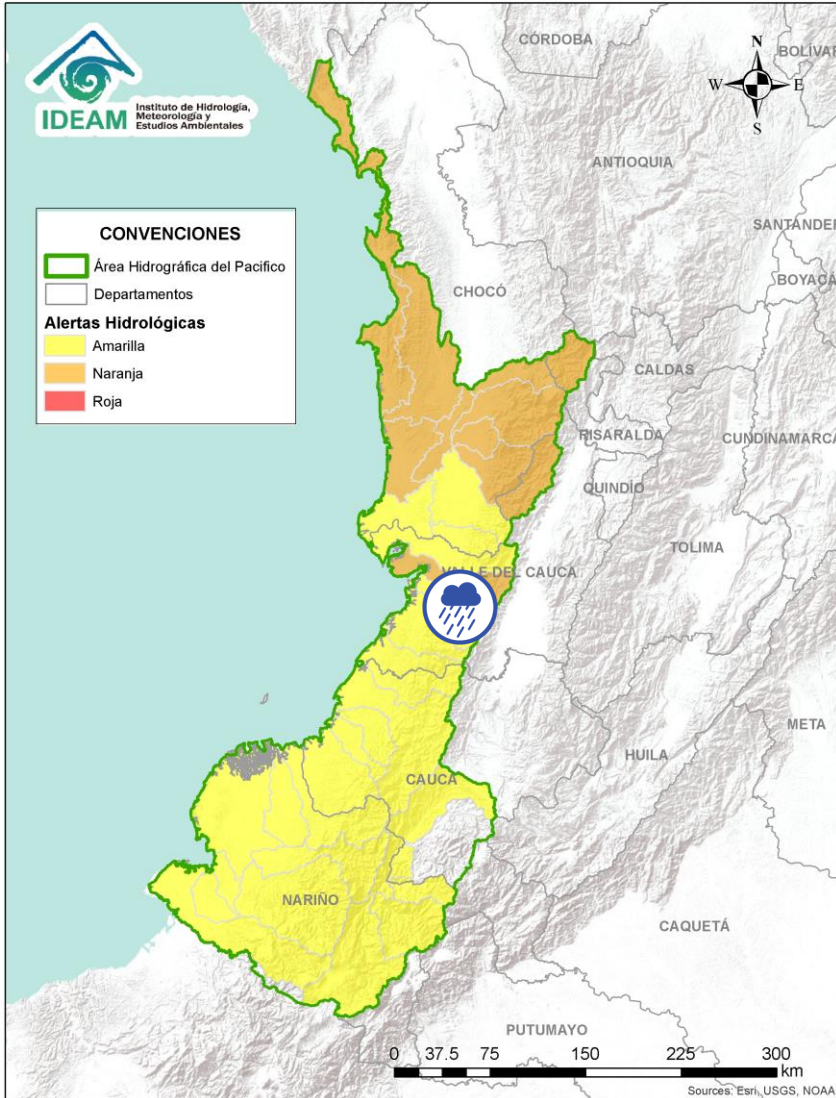 IDEAM
Instituto de Hidrología,
Meteorología y
Estudios Ambientales
N
W
E
S
CÓRDOBA
BOLÍVAR
ANTIOQUIA
SANTANDER
BOYACÁ
CHOCÓ
CALDAS
RISARALDA
CUNDINAMARCA
QUINDÍO
TOLIMA
VALLE DEL CAUCA
META
HUILA
CAUCA
NARIÑO
CAQUETÁ
PUTUMAYO
CONVENCIONES
Área Hidrográfica del Pacifico
Departamentos
Alertas Hidrológicas
Amarilla
Naranja
Roja
0 37.5 75 150 225 300
km
Sources: Esri, USGS, NOAA